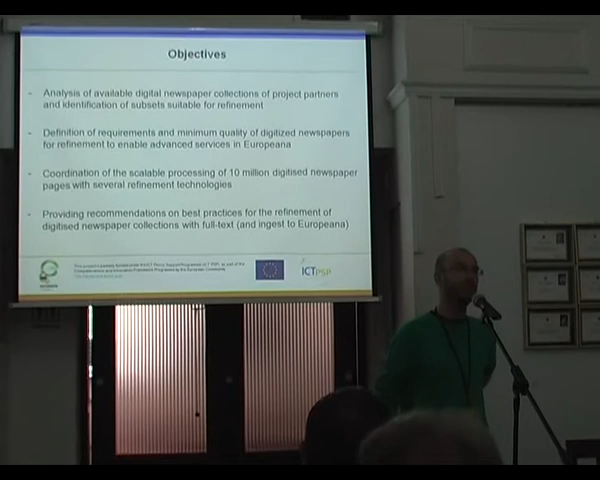 Objectives
- Analysis of available digital newspaper collections of project partners
and identification of subsets suitable for refinement
- Definition of requirements and minimum quality of digitized newspapers
for refinement to enable advanced services in Europeana
- Coordination of the scalable processing of 10 million digitised newspaper
pages with several refinement technologies
- Providing recommendations on best practices for the refinement of
digitised newspaper collections with full-text (and ingest to Europeana)
ICT PSP